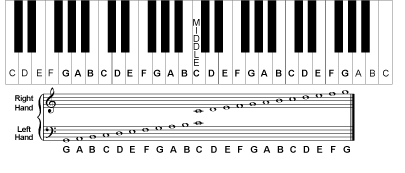 MIDDLE
C D E F G A B C D E F G A B C D E F G A B C D E F G A B C
Right
Hand
Left
Hand
G A B C D E F G A B C D E F G A B C D E F G